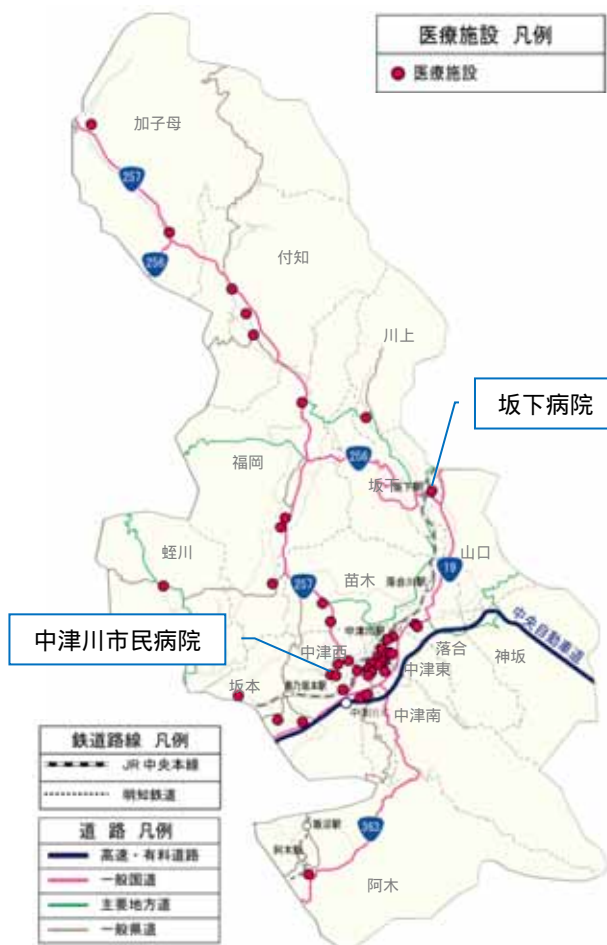 医療施設 凡例
医療施設
加子母
257
256
付知
川上
坂下病院
福岡
256
坂下
坂下駅
山口
蛭川
19
苗木
落合川駅
257
中央自動車道
中津川市民病院
中津川駅
中津西
落合
神坂
中津東
美乃坂本駅
坂本
中津南
鉄道路線 凡例
JR中央本線
明知鉄道
道路 凡例
高速・有料道路
一般国道
主要地方道
一般県道
飯沼駅
363
阿木駅
阿木